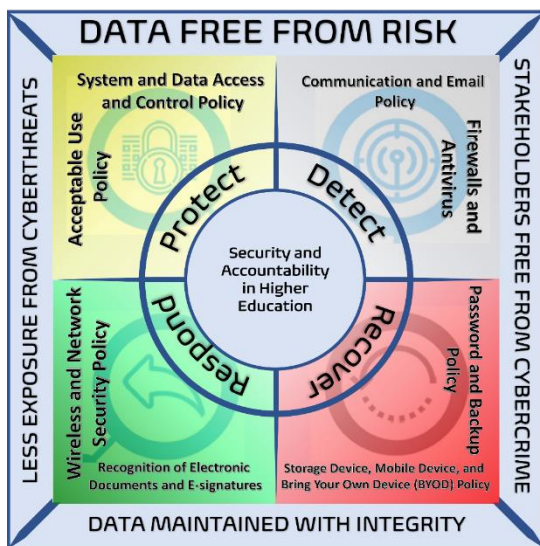 DATA FREE FROM RISK
LESS EXPOSURE FROM CYBERTHREATS
STAKEHOLDERS FREE FROM CYBERCRIME
System and Data Access
and Control Policy
Acceptable Use
Policy
Communication and Email
Policy
Firewalls and
Antivirus
Protect
Detect
Security and
Accountability
in Higher
Education
Respond
Recover
Wireless and Network
Security Policy
Recognition of Electronic
Documents and E-signatures
Password and Backup
Policy
Storage Device, Mobile Device, and
Bring Your Own Device (BYOD) Policy
DATA MAINTAINED WITH INTEGRITY